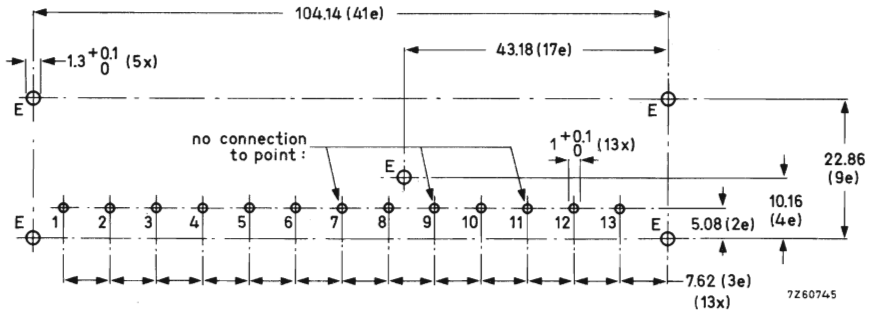 104.14 (41e)
43.18 (17e)
1.3 +0.1 0 (5x)
E
E
no connection
to point:
E
1 +0.1 0 (13x)
22.86
(9e)
10.16
(4e)
5.08 (2e)
1 2 3 4 5 6 7 8 9 10 11 12 13
E
E
7.62 (3e)
(13x)
7Z60745